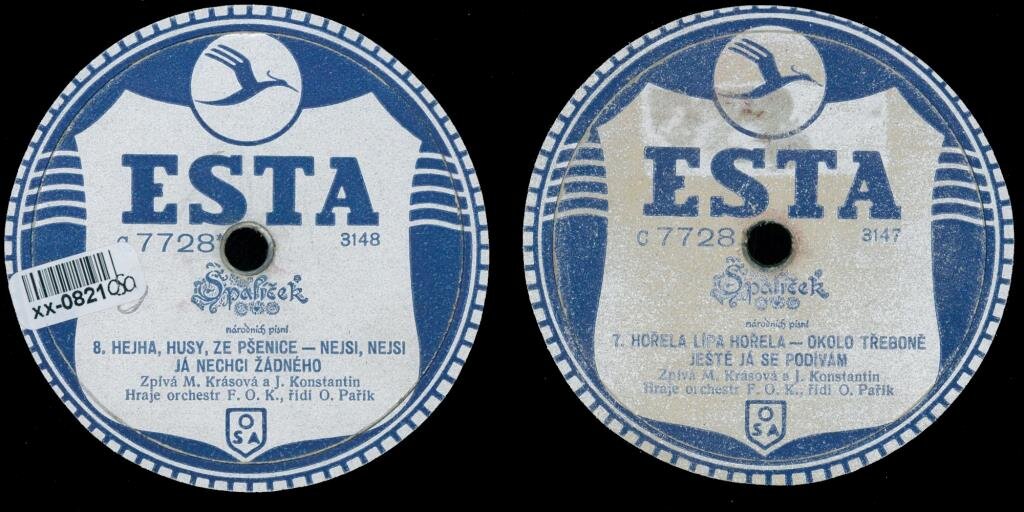 ESTA
C 7728
3148
xx-0821
Špalíček
národních písní
8. HEJHA, HUSY, ZE PŠENICE — NEJSI, NEJSI
JÁ NECHCI ŽÁDNÉHO
Zpívá M. Krásová a J. Konstantin
Hraje orchestr F. O. K., řídí O. Pařík
OSA
ESTA
C 7728
3147
Špalíček
národních písní
7. HOŘELA LÍPA HOŘELA — OKOLO TŘEBONĚ
JEŠTĚ JÁ SE PODÍVÁM
Zpívá M. Krásová a J. Konstantin
Hraje orchestr F. O. K., řídí O. Pařík
OSA